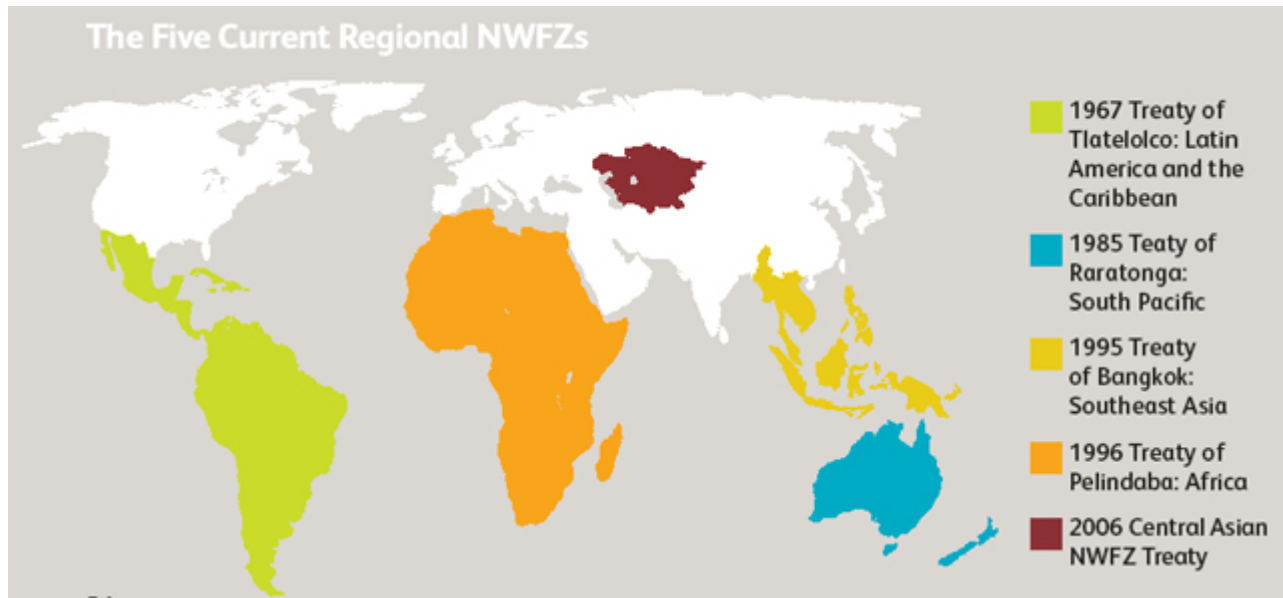 The Five Current Regional NWFZs
1967 Treaty of
Tlatelolco: Latin
America and the
Caribbean
1985 Teaty of
Raratonga:
South Pacific
1995 Treaty
of Bangkok:
Southeast Asia
1996 Treaty of
Pelindaba: Africa
2006 Central Asian
NWFZ Treaty